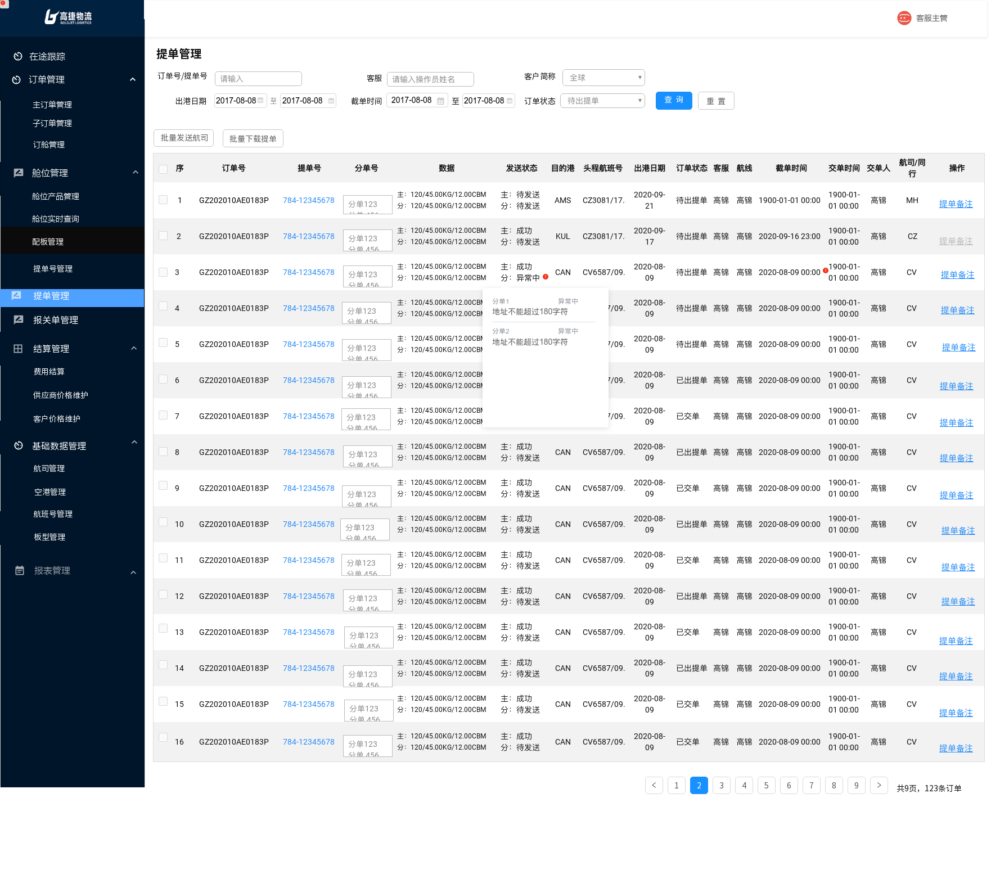 高捷物流
GOLDJET LOGISTICS
客服主管
在途跟踪
订单管理
主订单管理
子订单管理
订舱管理
舱位管理
舱位产品管理
舱位实时查询
配板管理
提单号管理
提单管理
报关单管理
结算管理
费用结算
供应商价格维护
客户价格维护
基础数据管理
航司管理
空港管理
航班号管理
板型管理
报表管理
提单管理
订单号/提单号 请输入 客服 请输入操作员姓名 客户简称 全球
出港日期 2017-08-08 至 2017-08-08 截单时间 2017-08-08 至 2017-08-08 订单状态 待出提单 查 询 重 置
批量发送航司 批量下载提单
序 订单号 提单号 分单号 数据 发送状态 目的港 头程航班号 出港日期 订单状态 客服 航线 截单时间 交单时间 交单人 航司/同行 操作
1 GZ202010AE0183P 784-12345678 分单123 分单 456 主：120/45.00KG/12.00CBM 分：120/45.00KG/12.00CBM 主：待发送 分：待发送 AMS CZ3081/17. 2020-09-21 待出提单 高锦 高锦 1900-01-01 00:00 1900-01-01 00:00 高锦 MH 提单备注
2 GZ202010AE0183P 784-12345678 分单123 分单 456 主：120/45.00KG/12.00CBM 分：120/45.00KG/12.00CBM 主：成功 分：待发送 KUL CZ3081/17. 2020-09-17 待出提单 高锦 高锦 2020-09-16 23:00 1900-01-01 00:00 高锦 CZ 提单备注
3 GZ202010AE0183P 784-12345678 分单123 分单 456 主：120/45.00KG/12.00CBM 分：120/45.00KG/12.00CBM 主：成功 分：异常中 CAN CV6587/09. 2020-08-09 待出提单 高锦 高锦 2020-08-09 00:00 1900-01-01 00:00 高锦 CV 提单备注
分单1 异常中
地址不能超过180字符
分单2 异常中
地址不能超过180字符
4 GZ202010AE0183P 784-12345678 分单123 分单 456 主：120/45.00KG/12.00CBM 分：120/45.00KG/12.00CBM 7/09. 2020-08-09 待出提单 高锦 高锦 2020-08-09 00:00 1900-01-01 00:00 高锦 CV 提单备注
5 GZ202010AE0183P 784-12345678 分单123 分单 456 主：120/45.00KG/12.00CBM 分：120/45.00KG/12.00CBM 7/09. 2020-08-09 待出提单 高锦 高锦 2020-08-09 00:00 1900-01-01 00:00 高锦 CV 提单备注
6 GZ202010AE0183P 784-12345678 分单123 分单 456 主：120/45.00KG/12.00CBM 分：120/45.00KG/12.00CBM 7/09. 2020-08-09 已出提单 高锦 高锦 2020-08-09 00:00 1900-01-01 00:00 高锦 CV 提单备注
7 GZ202010AE0183P 784-12345678 分单123 分单 456 主：120/45.00KG/12.00CBM 分：120/45.00KG/12.00CBM 7/09. 2020-08-09 已交单 高锦 高锦 2020-08-09 00:00 1900-01-01 00:00 高锦 CV 提单备注
8 GZ202010AE0183P 784-12345678 分单123 分单 456 主：120/45.00KG/12.00CBM 分：120/45.00KG/12.00CBM 主：成功 分：待发送 CAN CV6587/09. 2020-08-09 已出提单 高锦 高锦 2020-08-09 00:00 1900-01-01 00:00 高锦 CV 提单备注
9 GZ202010AE0183P 784-12345678 分单123 分单 456 主：120/45.00KG/12.00CBM 分：120/45.00KG/12.00CBM 主：成功 分：待发送 CAN CV6587/09. 2020-08-09 已交单 高锦 高锦 2020-08-09 00:00 1900-01-01 00:00 高锦 CV 提单备注
10 GZ202010AE0183P 784-12345678 分单123 分单 456 主：120/45.00KG/12.00CBM 分：120/45.00KG/12.00CBM 主：成功 分：待发送 CAN CV6587/09. 2020-08-09 已出提单 高锦 高锦 2020-08-09 00:00 1900-01-01 00:00 高锦 CV 提单备注
11 GZ202010AE0183P 784-12345678 分单123 分单 456 主：120/45.00KG/12.00CBM 分：120/45.00KG/12.00CBM 主：成功 分：待发送 CAN CV6587/09. 2020-08-09 已交单 高锦 高锦 2020-08-09 00:00 1900-01-01 00:00 高锦 CV 提单备注
12 GZ202010AE0183P 784-12345678 分单123 分单 456 主：120/45.00KG/12.00CBM 分：120/45.00KG/12.00CBM 主：成功 分：待发送 CAN CV6587/09. 2020-08-09 已出提单 高锦 高锦 2020-08-09 00:00 1900-01-01 00:00 高锦 CV 提单备注
13 GZ202010AE0183P 784-12345678 分单123 分单 456 主：120/45.00KG/12.00CBM 分：120/45.00KG/12.00CBM 主：成功 分：待发送 CAN CV6587/09. 2020-08-09 已交单 高锦 高锦 2020-08-09 00:00 1900-01-01 00:00 高锦 CV 提单备注
14 GZ202010AE0183P 784-12345678 分单123 分单 456 主：120/45.00KG/12.00CBM 分：120/45.00KG/12.00CBM 主：成功 分：待发送 CAN CV6587/09. 2020-08-09 已出提单 高锦 高锦 2020-08-09 00:00 1900-01-01 00:00 高锦 CV 提单备注
15 GZ202010AE0183P 784-12345678 分单123 分单 456 主：120/45.00KG/12.00CBM 分：120/45.00KG/12.00CBM 主：成功 分：待发送 CAN CV6587/09. 2020-08-09 已交单 高锦 高锦 2020-08-09 00:00 1900-01-01 00:00 高锦 CV 提单备注
16 GZ202010AE0183P 784-12345678 分单123 分单 456 主：120/45.00KG/12.00CBM 分：120/45.00KG/12.00CBM 主：成功 分：待发送 CAN CV6587/09. 2020-08-09 已交单 高锦 高锦 2020-08-09 00:00 1900-01-01 00:00 高锦 CV 提单备注
1 2 3 4 5 6 7 8 9 共9页，123条订单